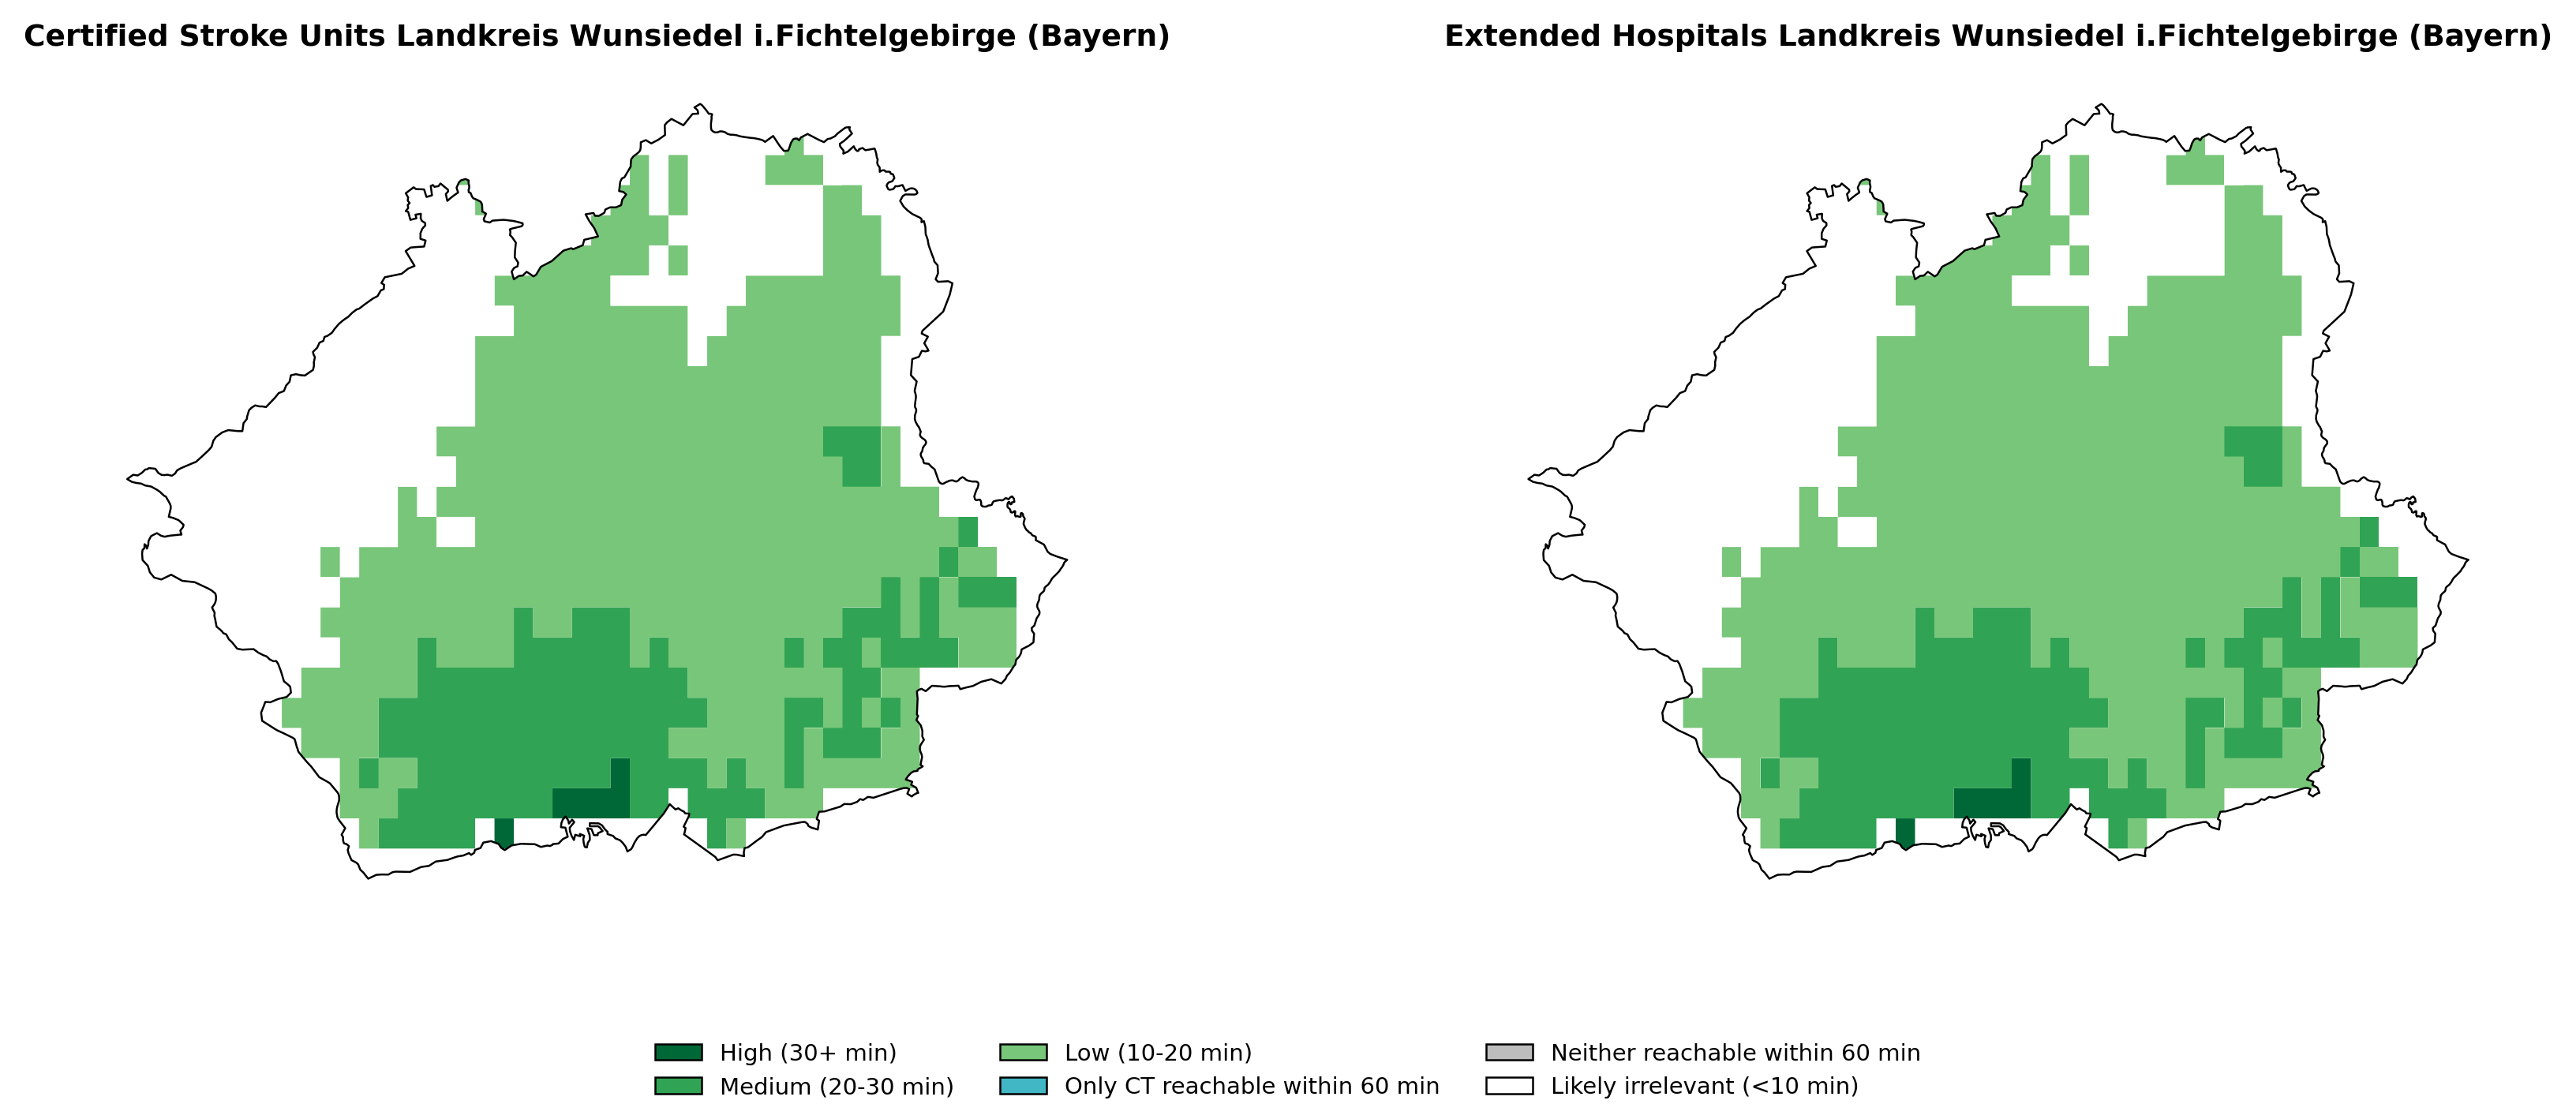 Certified Stroke Units Landkreis Wunsiedel i.Fichtelgebirge (Bayern)
Extended Hospitals Landkreis Wunsiedel i.Fichtelgebirge (Bayern)
High (30+ min)
Medium (20-30 min)
Low (10-20 min)
Only CT reachable within 60 min
Neither reachable within 60 min
Likely irrelevant (<10 min)